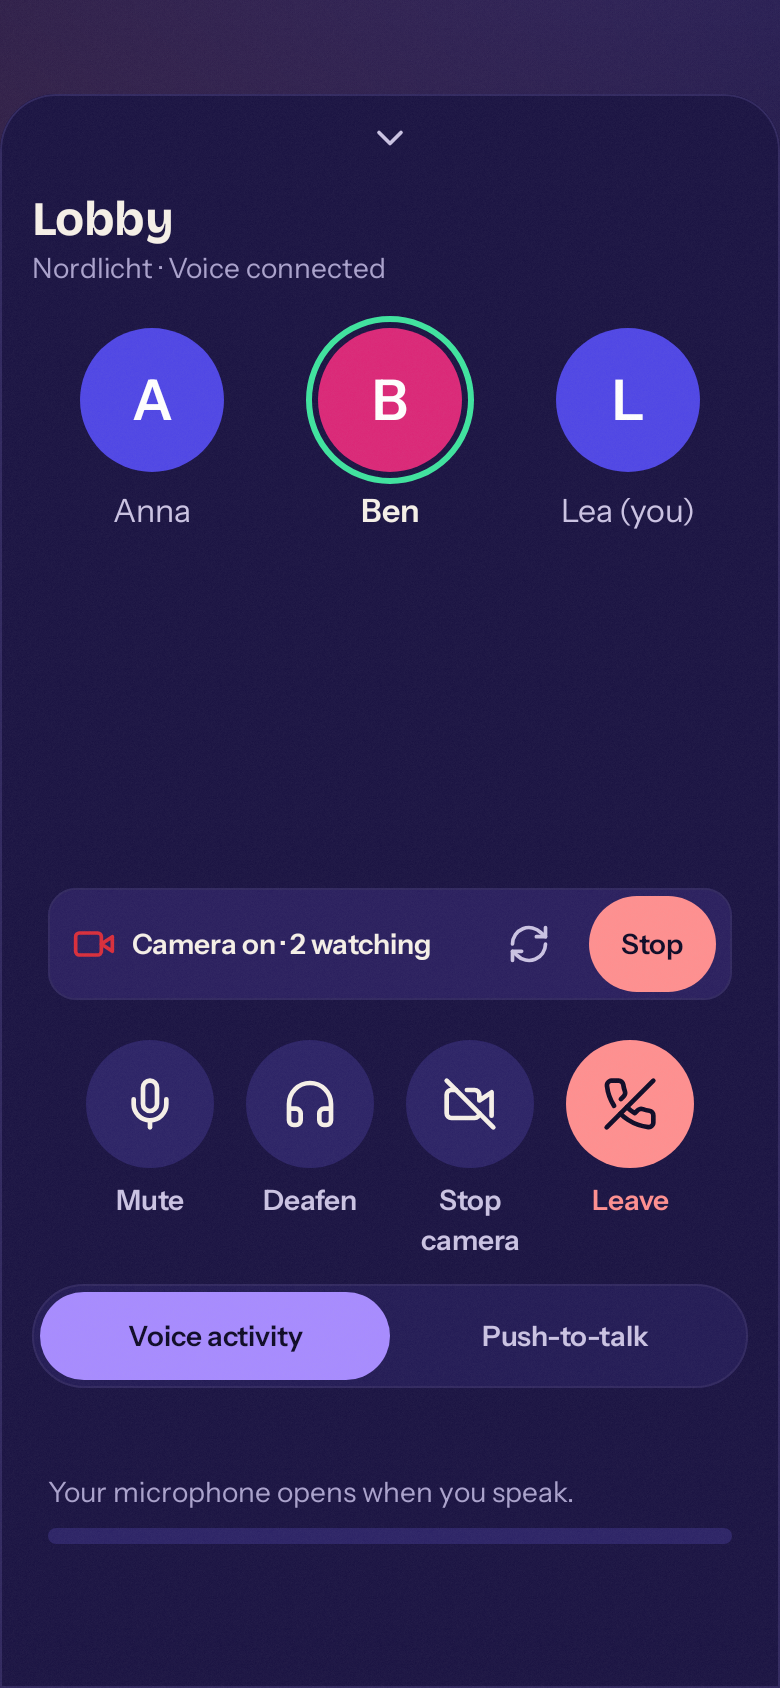 Lobby
Nordlicht · Voice connected
A
B
L
Anna
Ben
Lea (you)
Camera on · 2 watching
Stop
Mute
Deafen
Stop
camera
Leave
Voice activity
Push-to-talk
Your microphone opens when you speak.